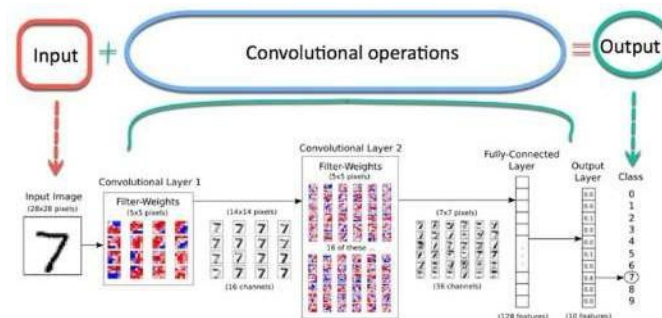 Input + Convolutional operations = Output
Convolutional Layer 2
Fully-Connected
Layer
Output
Layer
Class
Filter-Weights
(5x5 pixels)
Convolutional Layer 1
Input Image
(28x28 pixels)
Filter-Weights
(5x5 pixels)
(14x14 pixels)
(7x7 pixels)
16 of these ...
(16 channels)
(36 channels)
(128 features)
(10 features)
0
1
2
3
4
5
6
7
8
9